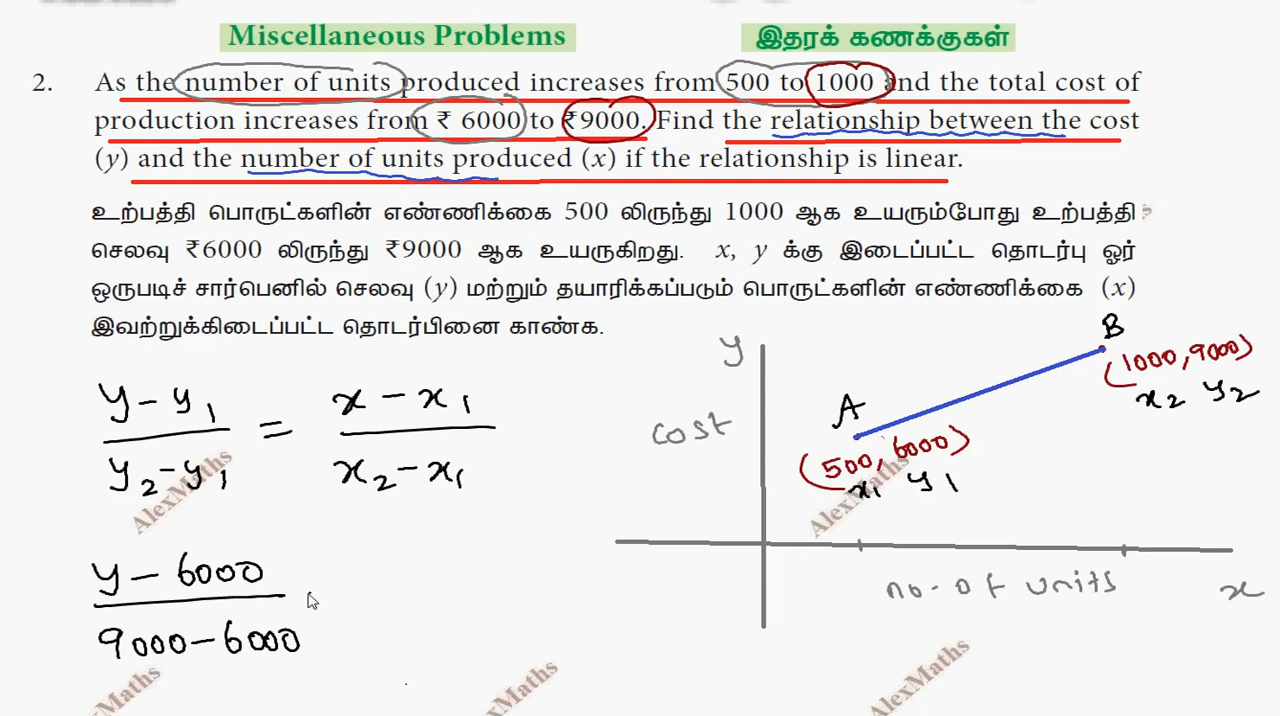 Miscellaneous Problems இதரக் கணக்குகள்
2. As the number of units produced increases from 500 to 1000 and the total cost of
production increases from ₹ 6000 to ₹9000. Find the relationship between the cost
(y) and the number of units produced (x) if the relationship is linear.
உற்பத்தி பொருட்களின் எண்ணிக்கை 500 லிருந்து 1000 ஆக உயரும்போது உற்பத்தி
செலவு ₹6000 லிருந்து ₹9000 ஆக உயருகிறது. x, y க்கு இடைப்பட்ட தொடர்பு ஓர்
ஒருபடிச் சார்பெனில் செலவு (y) மற்றும் தயாரிக்கப்படும் பொருட்களின் எண்ணிக்கை (x)
இவற்றுக்கிடைப்பட்ட தொடர்பினை காண்க.
y - y₁ / y₂ - y₁ = x - x₁ / x₂ - x₁
y - 6000
9000 - 6000
y
cost
A
(500, 6000)
x₁ y₁
B
(1000, 9000)
x₂ y₂
no. of units x
AlexMaths
AlexMaths
AlexMaths
AlexMaths
AlexMaths